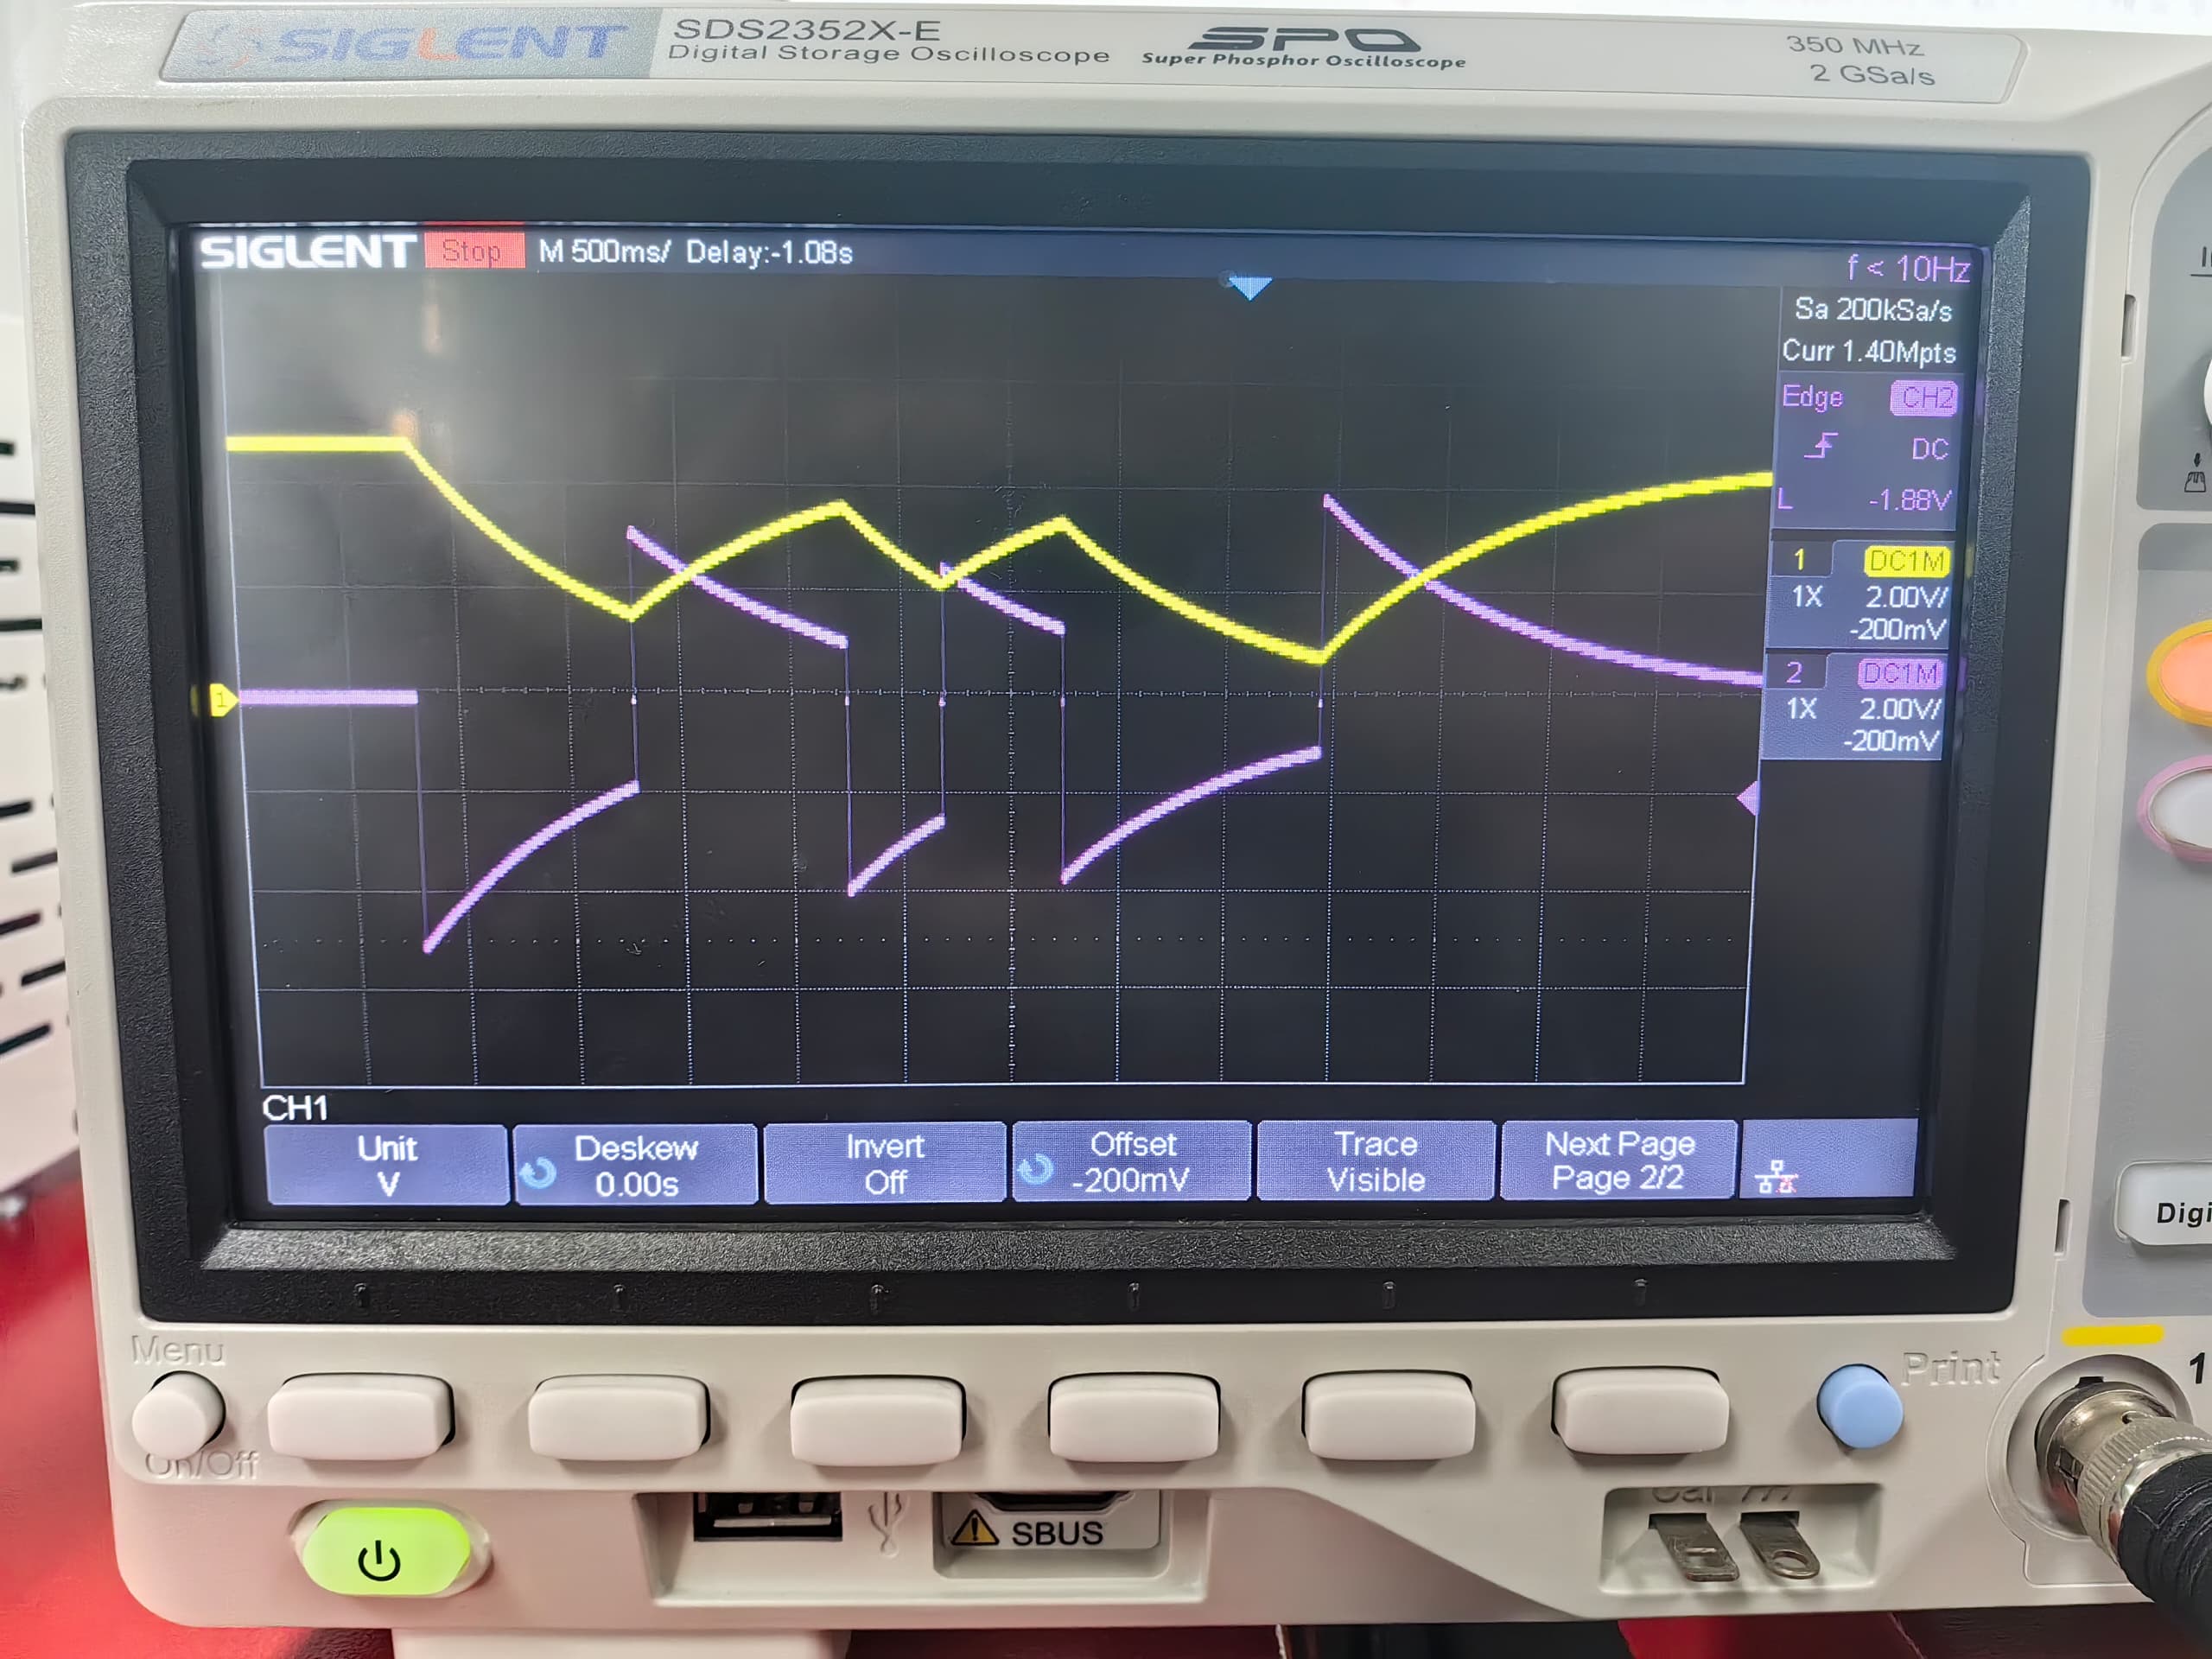 SIGLENT
SDS2352X-E
Digital Storage Oscilloscope
SPO
Super Phosphor Oscilloscope
350 MHz
2 GSa/s
SIGLENT Stop M 500ms/ Delay:-1.08s
f < 10Hz
Sa 200kSa/s
Curr 1.40Mpts
Edge CH2
DC
L -1.88V
1 DC1M
1X 2.00V/
-200mV
2 DC1M
1X 2.00V/
-200mV
1
CH1
Unit
V
Deskew
0.00s
Invert
Off
Offset
-200mV
Trace
Visible
Next Page
Page 2/2
Menu
On/Off
Print
1
SBUS
Cal
Digi